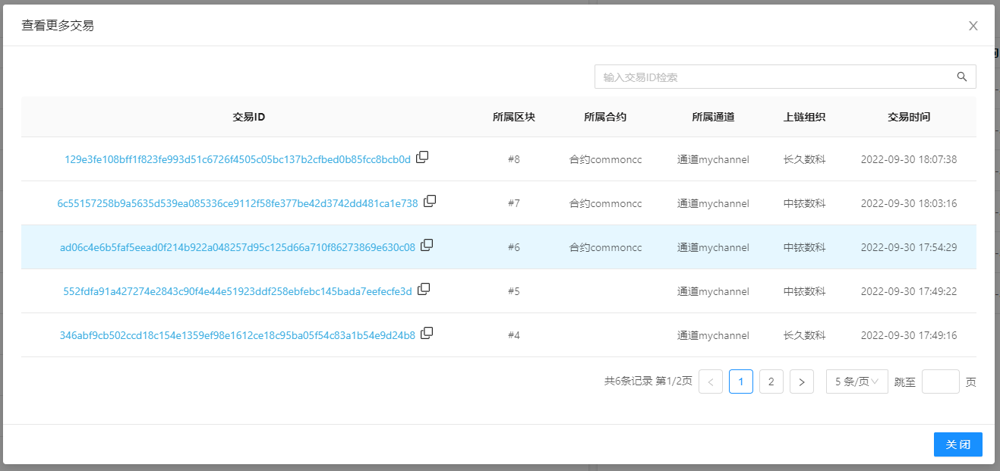 查看更多交易
输入交易ID检索
交易ID 所属区块 所属合约 所属通道 上链组织 交易时间
129e3fe108bff1f823fe993d51c6726f4505c05bc137b2cfbed0b85fcc8bcb0d #8 合约commoncc 通道mychannel 长久数科 2022-09-30 18:07:38
6c55157258b9a5635d539ea085336ce9112f58fe377be42d3742dd481ca1e738 #7 合约commoncc 通道mychannel 中铱数科 2022-09-30 18:03:16
ad06c4e6b5faf5eead0f214b922a048257d95c125d66a710f86273869e630c08 #6 合约commoncc 通道mychannel 中铱数科 2022-09-30 17:54:29
552fdfa91a427274e2843c90f4e44e51923ddf258ebfebc145bada7eefecfe3d #5 通道mychannel 中铱数科 2022-09-30 17:49:22
346abf9cb502ccd18c154e1359ef98e1612ce18c95ba05f54c83a1b54e9d24b8 #4 通道mychannel 长久数科 2022-09-30 17:49:16
共6条记录 第1/2页 < 1 2 > 5 条/页 跳至 页
关 闭